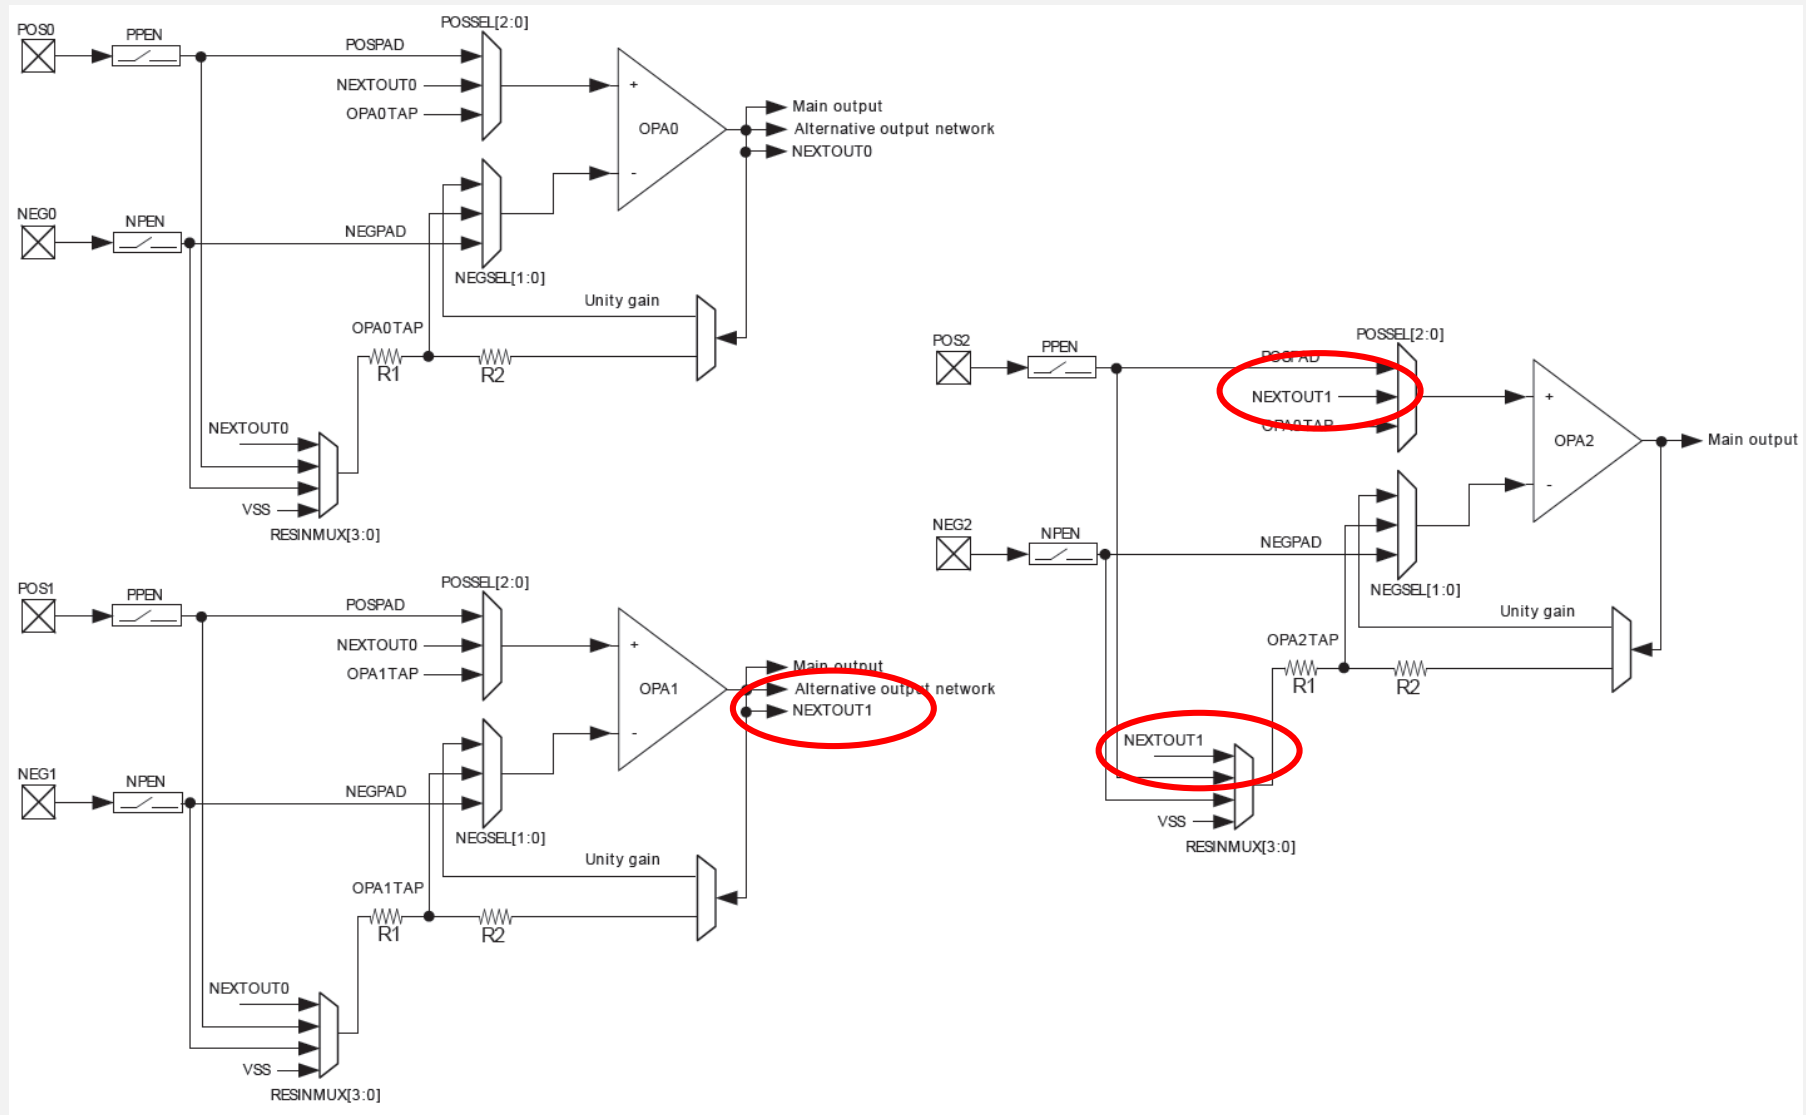 POS0
PPEN
POSSEL[2:0]
POSPAD
NEXTOUT0
OPA0TAP
+
OPA0
-
Main output
Alternative output network
NEXTOUT0
NEG0
NPEN
NEGPAD
NEGSEL[1:0]
Unity gain
OPA0TAP
R1
R2
NEXTOUT0
VSS
RESINMUX[3:0]
POS1
PPEN
POSSEL[2:0]
POSPAD
NEXTOUT0
OPA1TAP
+
OPA1
-
Main output
Alternative output network
NEXTOUT1
NEG1
NPEN
NEGPAD
NEGSEL[1:0]
Unity gain
OPA1TAP
R1
R2
NEXTOUT0
VSS
RESINMUX[3:0]
POS2
PPEN
POSSEL[2:0]
POSPAD
NEXTOUT1
OPA0TAP
+
OPA2
-
Main output
NEG2
NPEN
NEGPAD
NEGSEL[1:0]
Unity gain
OPA2TAP
R1
R2
NEXTOUT1
VSS
RESINMUX[3:0]